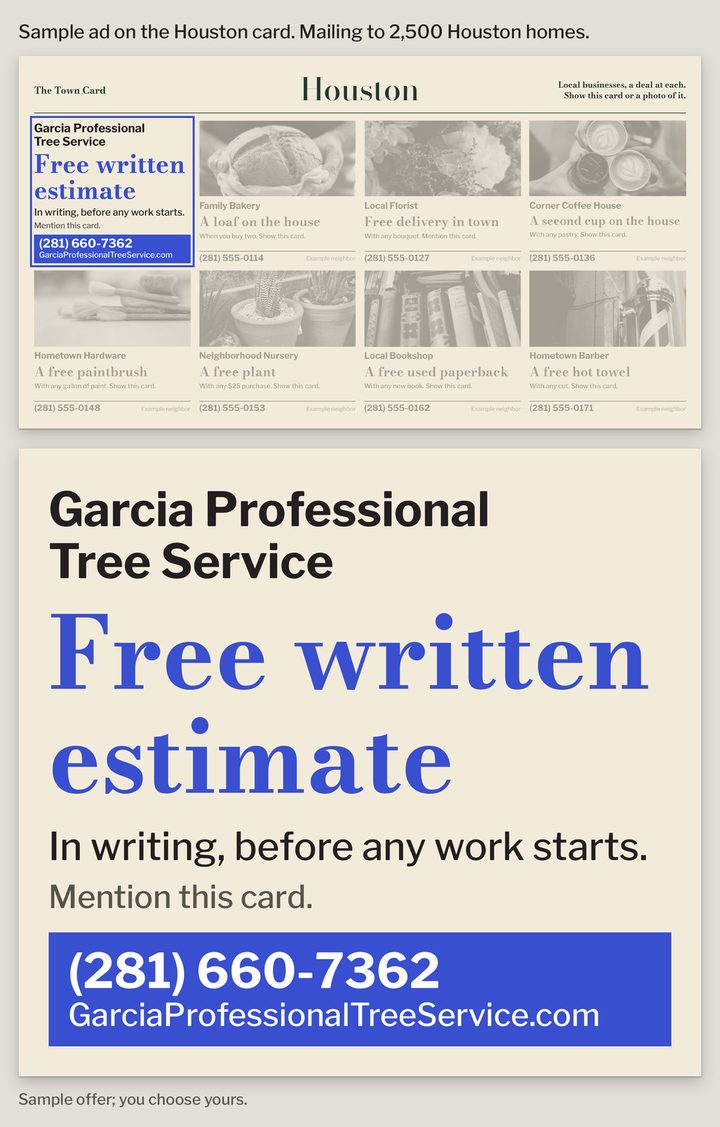 Sample ad on the Houston card. Mailing to 2,500 Houston homes.
The Town Card
Houston
Local businesses, a deal at each.
Show this card or a photo of it.
Garcia Professional
Tree Service
Free written
estimate
In writing, before any work starts.
Mention this card.
(281) 660-7362
GarciaProfessionalTreeService.com
Family Bakery
A loaf on the house
When you buy two. Show this card.
(281) 555-0114
Example neighbor
Local Florist
Free delivery in town
With any bouquet. Mention this card.
(281) 555-0127
Example neighbor
Corner Coffee House
A second cup on the house
With any pastry. Show this card.
(281) 555-0136
Example neighbor
Hometown Hardware
A free paintbrush
With any gallon of paint. Show this card.
(281) 555-0148
Example neighbor
Neighborhood Nursery
A free plant
With any $25 purchase. Show this card.
(281) 555-0153
Example neighbor
Local Bookshop
A free used paperback
With any new book. Show this card.
(281) 555-0162
Example neighbor
Hometown Barber
A free hot towel
With any cut. Show this card.
(281) 555-0171
Example neighbor
Garcia Professional
Tree Service
Free written
estimate
In writing, before any work starts.
Mention this card.
(281) 660-7362
GarciaProfessionalTreeService.com
Sample offer; you choose yours.